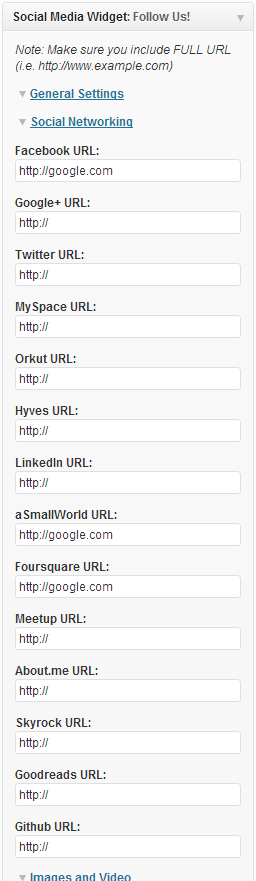 Social Media Widget: Follow Us!
Note: Make sure you include FULL URL
(i.e. http://www.example.com)
General Settings
Social Networking
Facebook URL:
http://google.com
Google+ URL:
http://
Twitter URL:
http://
MySpace URL:
http://
Orkut URL:
http://
Hyves URL:
http://
LinkedIn URL:
http://
aSmallWorld URL:
http://google.com
Foursquare URL:
http://google.com
Meetup URL:
http://
About.me URL:
http://
Skyrock URL:
http://
Goodreads URL:
http://
Github URL:
http://
Images and Video